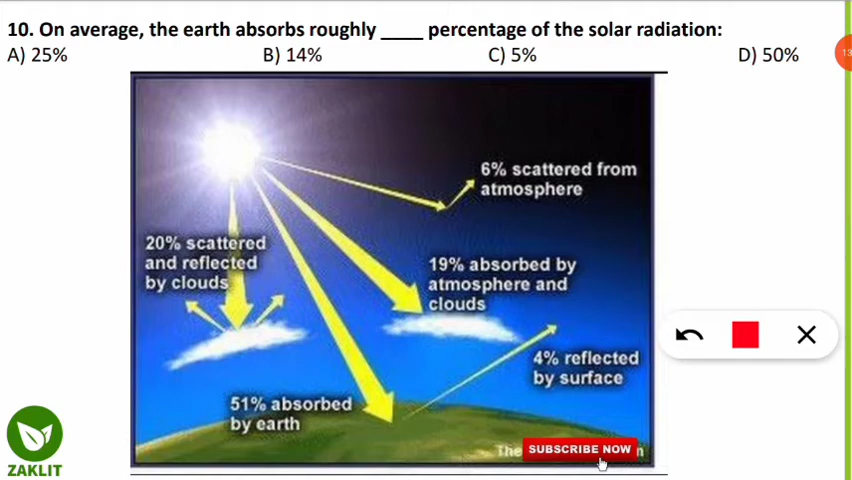 10. On average, the earth absorbs roughly ____ percentage of the solar radiation:
A) 25% B) 14% C) 5% D) 50%
13
6% scattered from
atmosphere
20% scattered
and reflected
by clouds
19% absorbed by
atmosphere and
clouds
4% reflected
by surface
51% absorbed
by earth
The
SUBSCRIBE NOW
ZAKLIT